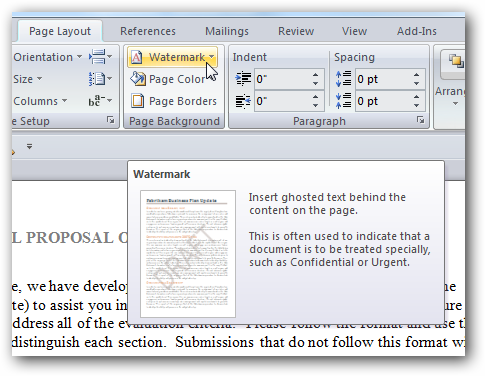 Page Layout References Mailings Review View Add-Ins
Orientation Watermark Indent Spacing
Size Page Color 0" 0 pt
Columns Page Borders 0" 0 pt Arran
e Setup Page Background Paragraph
Watermark
Fabrikam Business Plan Update
DRAFT
Insert ghosted text behind the
content on the page.
This is often used to indicate that a
document is to be treated specially,
such as Confidential or Urgent.
L PROPOSAL O
e, we have develop the
te) to assist you in ure
ddress all of the evaluation criteria. Please follow the format and use th
distinguish each section. Submissions that do not follow this format wi